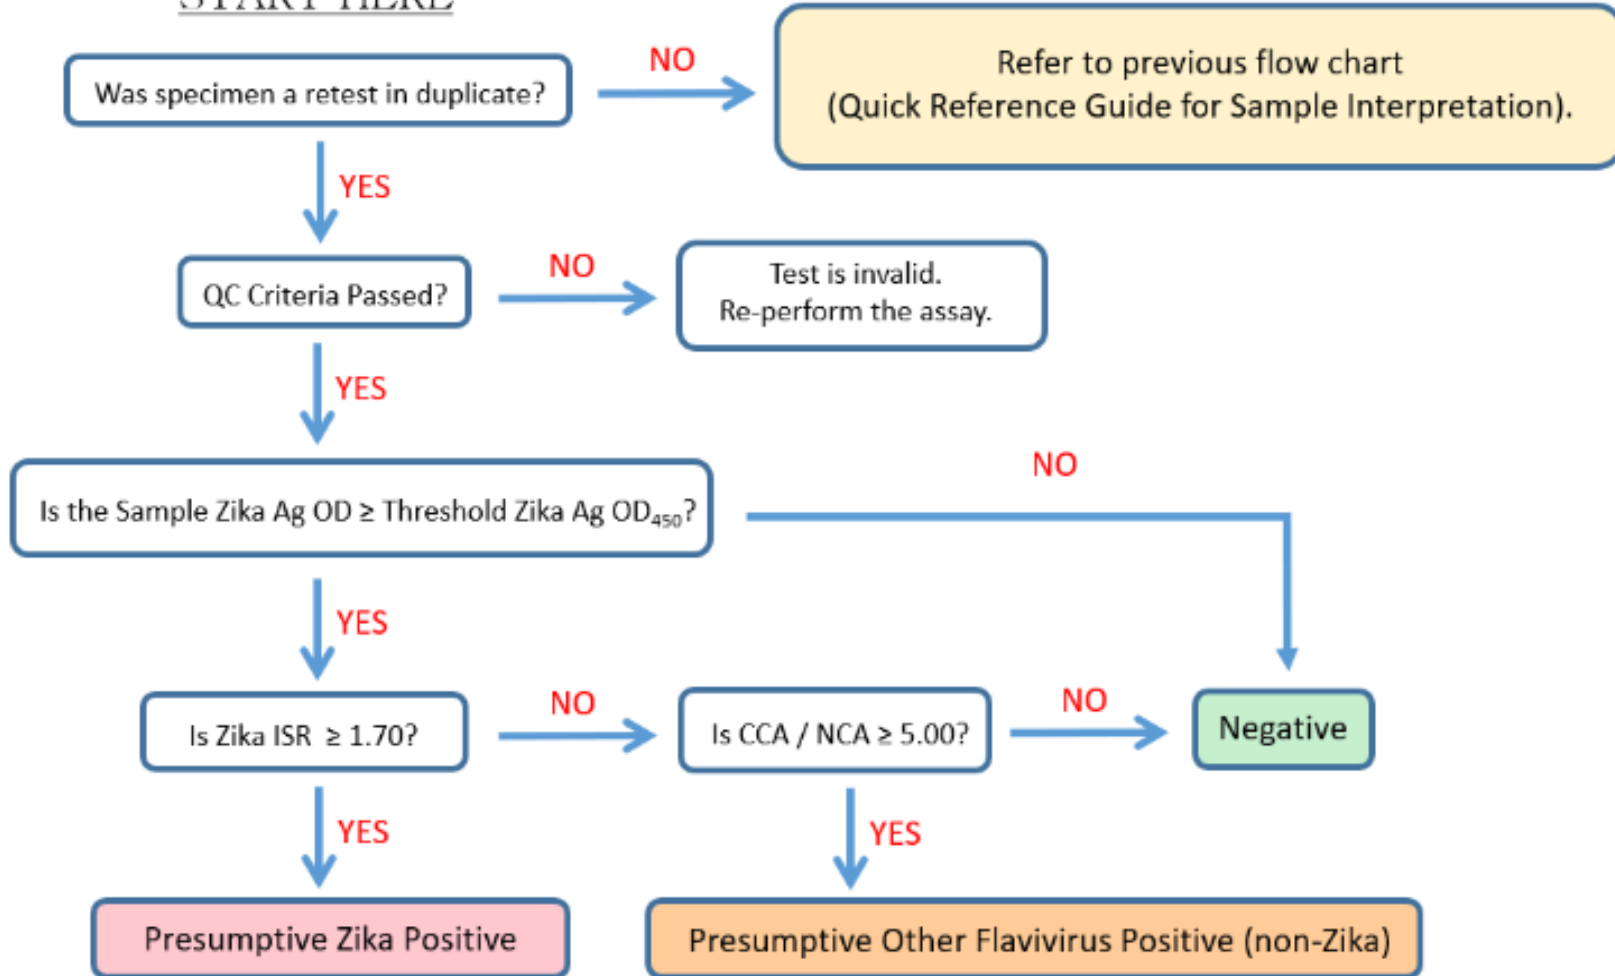 START HERE
Was specimen a retest in duplicate?
NO
Refer to previous flow chart
(Quick Reference Guide for Sample Interpretation).
YES
QC Criteria Passed?
NO
Test is invalid.
Re-perform the assay.
YES
Is the Sample Zika Ag OD ≥ Threshold Zika Ag OD₄₅₀?
NO
YES
Is Zika ISR ≥ 1.70?
NO
Is CCA / NCA ≥ 5.00?
NO
Negative
YES
YES
Presumptive Zika Positive
Presumptive Other Flavivirus Positive (non-Zika)